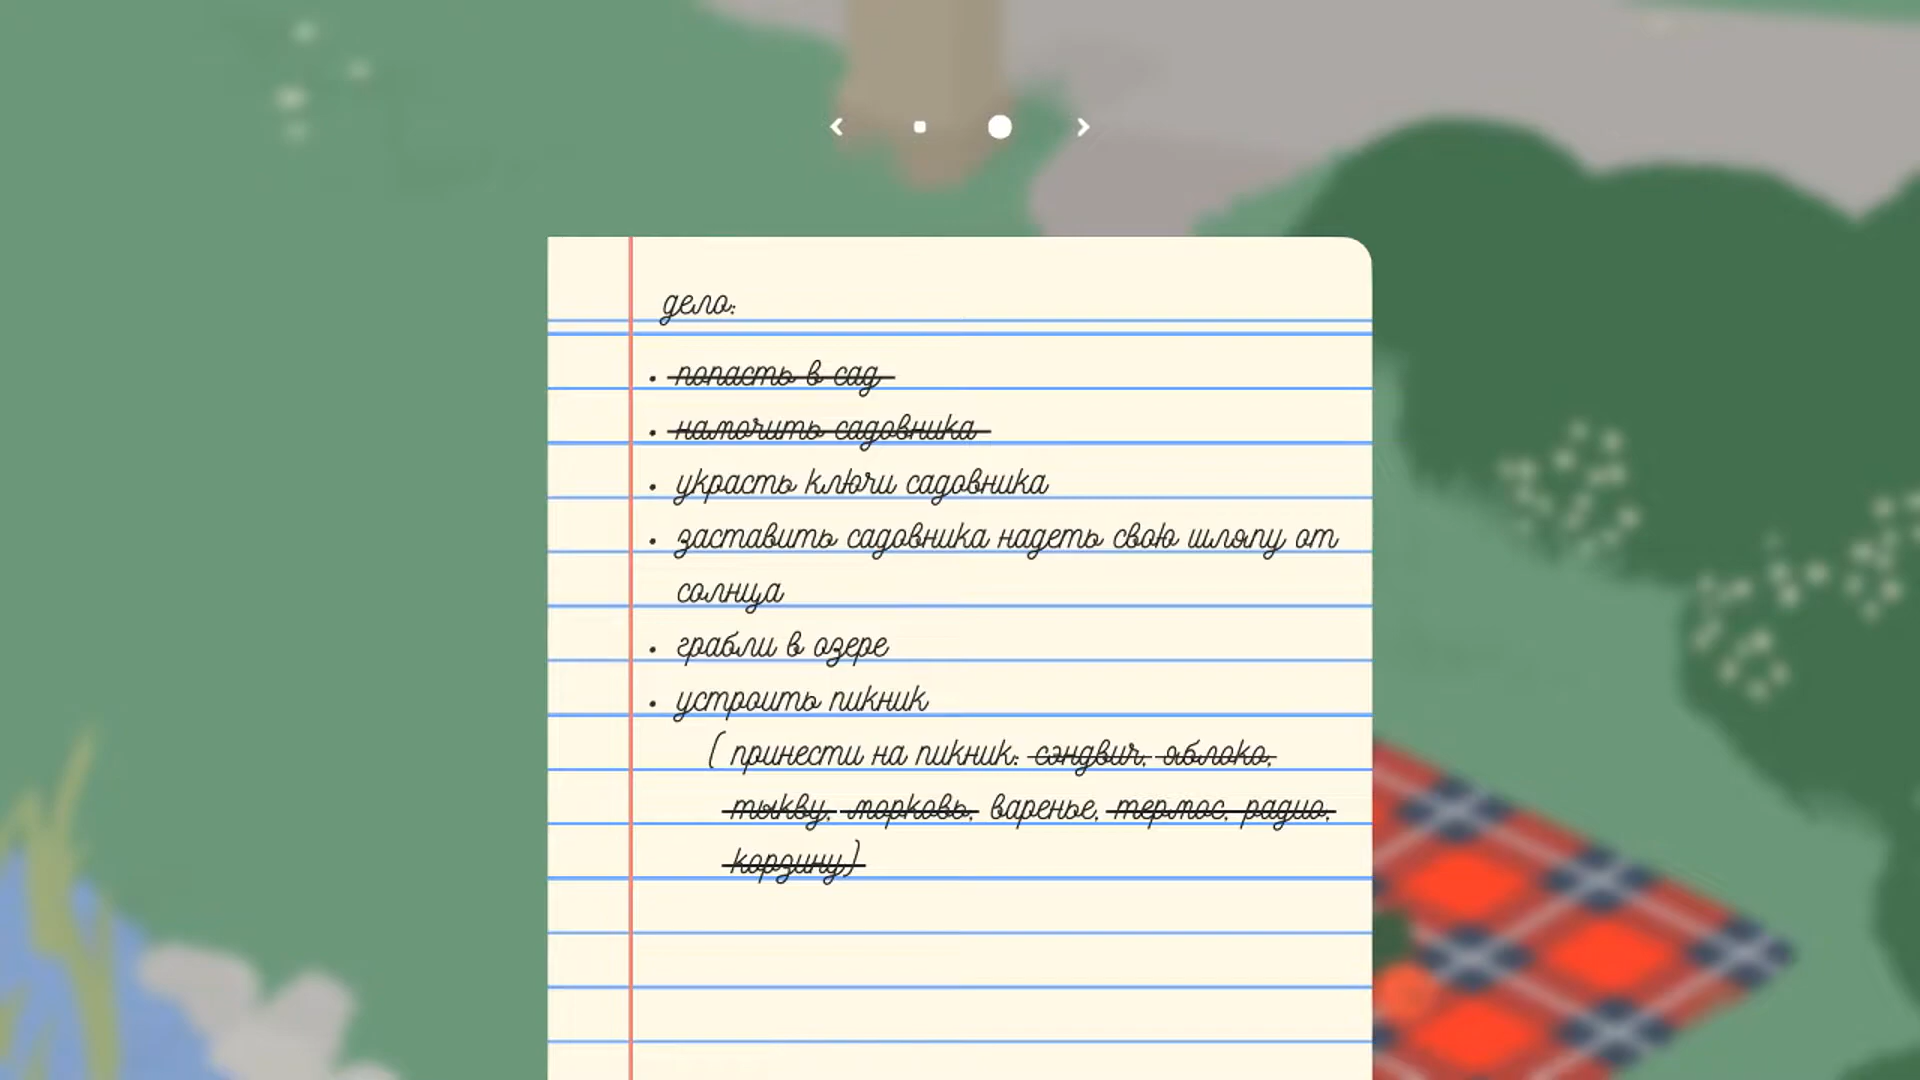 дело:
• попасть в сад
• намочить садовника
• украсть ключи садовника
• заставить садовника надеть свою шляпу от
солнца
• грабли в озере
• устроить пикник
( принести на пикник: сэндвич, яблоко,
тыкву, морковь, варенье, термос, радио,
корзину)